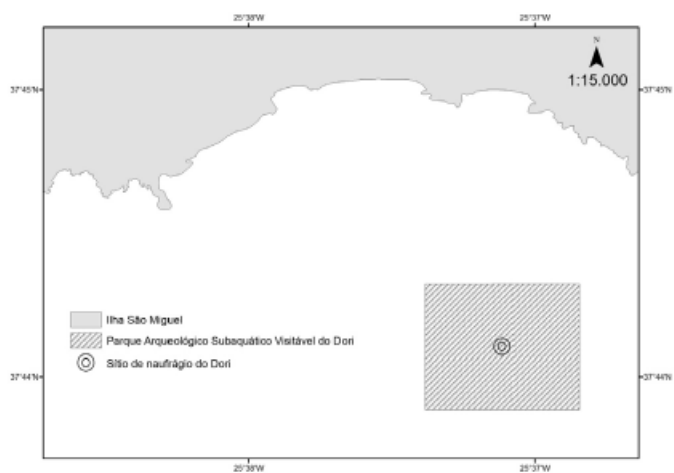 25°38'W
25°37'W
N
1:15.000
37°45'N
37°45'N
Ilha São Miguel
Parque Arqueológico Subaquático Visitável do Dori
Sítio de naufrágio do Dori
37°44'N
37°44'N
25°38'W
25°37'W